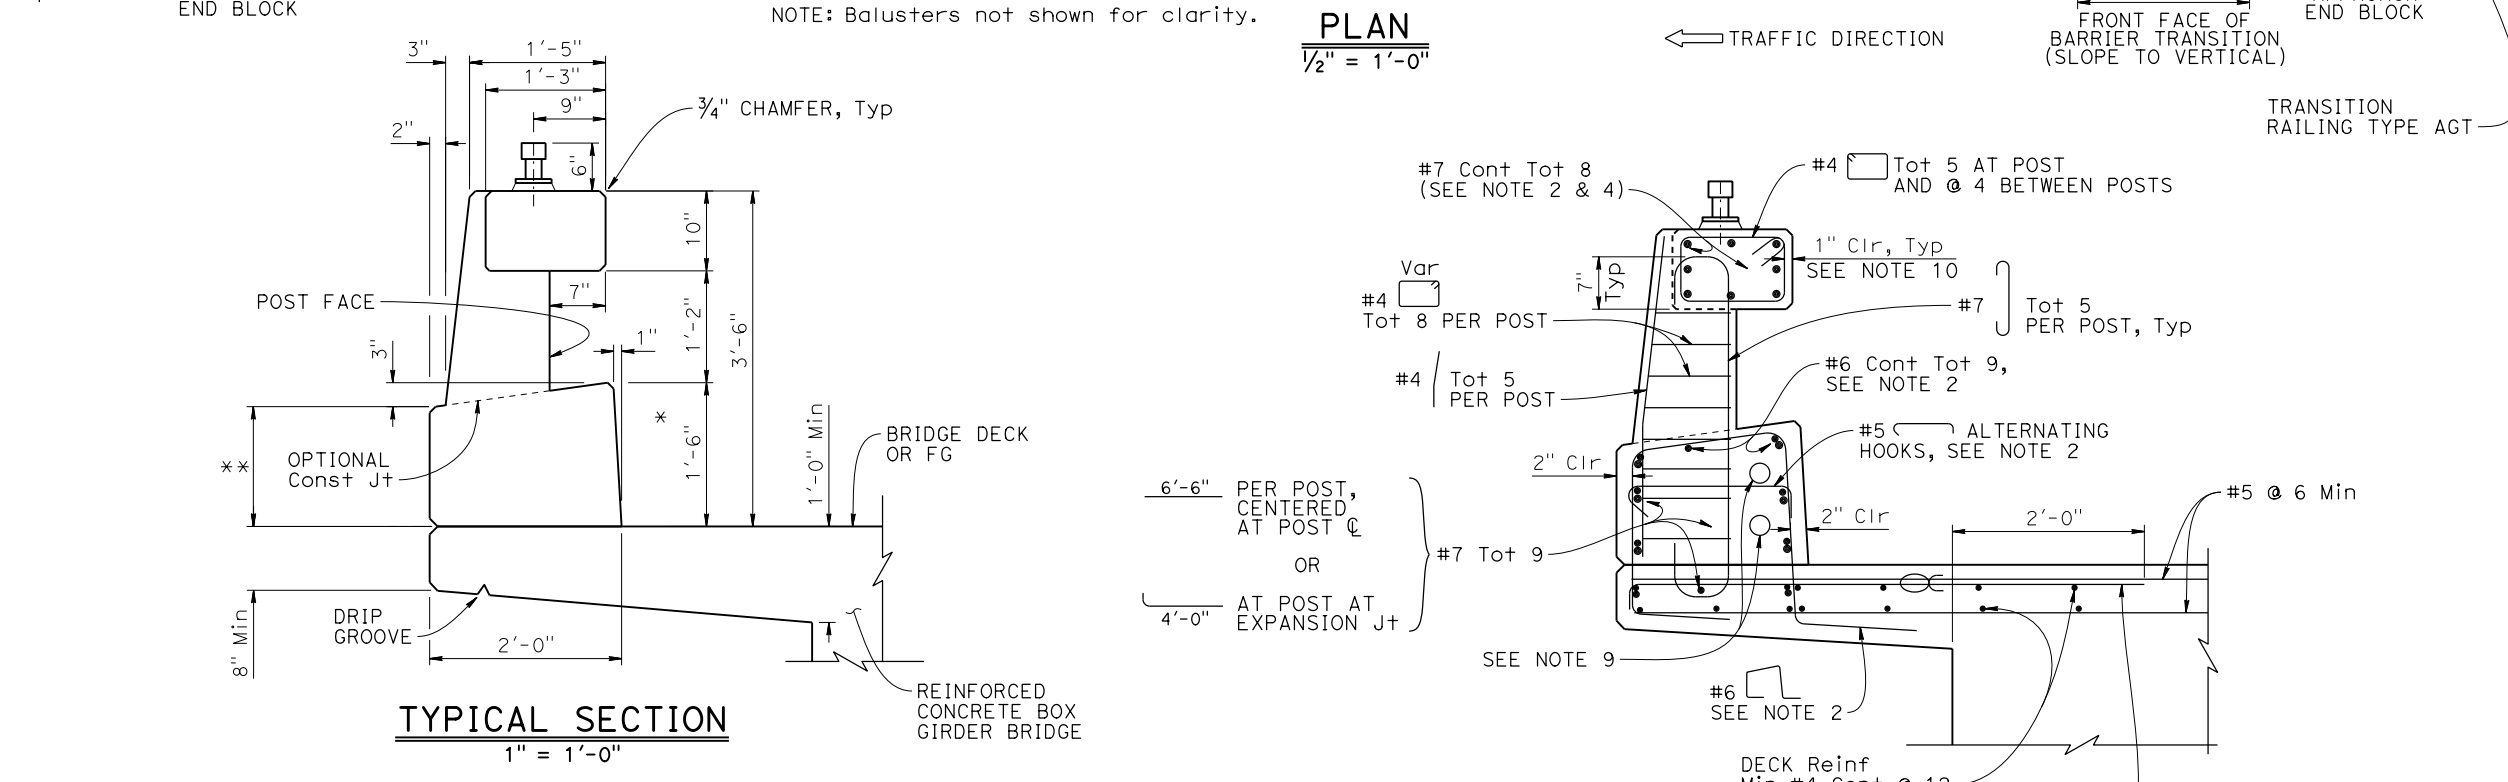 END BLOCK
NOTE: Balusters not shown for clarity.
PLAN
1/2" = 1'-0"
TRAFFIC DIRECTION
FRONT FACE OF
BARRIER TRANSITION
(SLOPE TO VERTICAL)
END BLOCK
TRANSITION
RAILING TYPE AGT
3"
1'-5"
1'-3"
9"
2"
6"
3/4" CHAMFER, Typ
10"
POST FACE
7"
1'-2"
3'-6"
3"
1"
*
1'-6"
1'-0" Min
BRIDGE DECK
OR FG
**
OPTIONAL
Const Jt
DRIP
GROOVE
8" Min
2'-0"
REINFORCED
CONCRETE BOX
GIRDER BRIDGE
TYPICAL SECTION
1" = 1'-0"
#7 Cont Tot 8
(SEE NOTE 2 & 4)
#4 Tot 5 AT POST
AND @ 4 BETWEEN POSTS
1" Clr, Typ
SEE NOTE 10
7"
Typ
Var
#4
Tot 8 PER POST
#7 Tot 5
PER POST, Typ
#4 Tot 5
PER POST
#6 Cont Tot 9,
SEE NOTE 2
#5 ALTERNATING
HOOKS, SEE NOTE 2
2" Clr
6'-6" PER POST,
CENTERED
AT POST ℄
OR
4'-0" AT POST AT
EXPANSION Jt
#7 Tot 9
2" Clr
2'-0"
#5 @ 6 Min
SEE NOTE 9
#6
SEE NOTE 2
DECK Reinf
Min #4 Cont @ 12